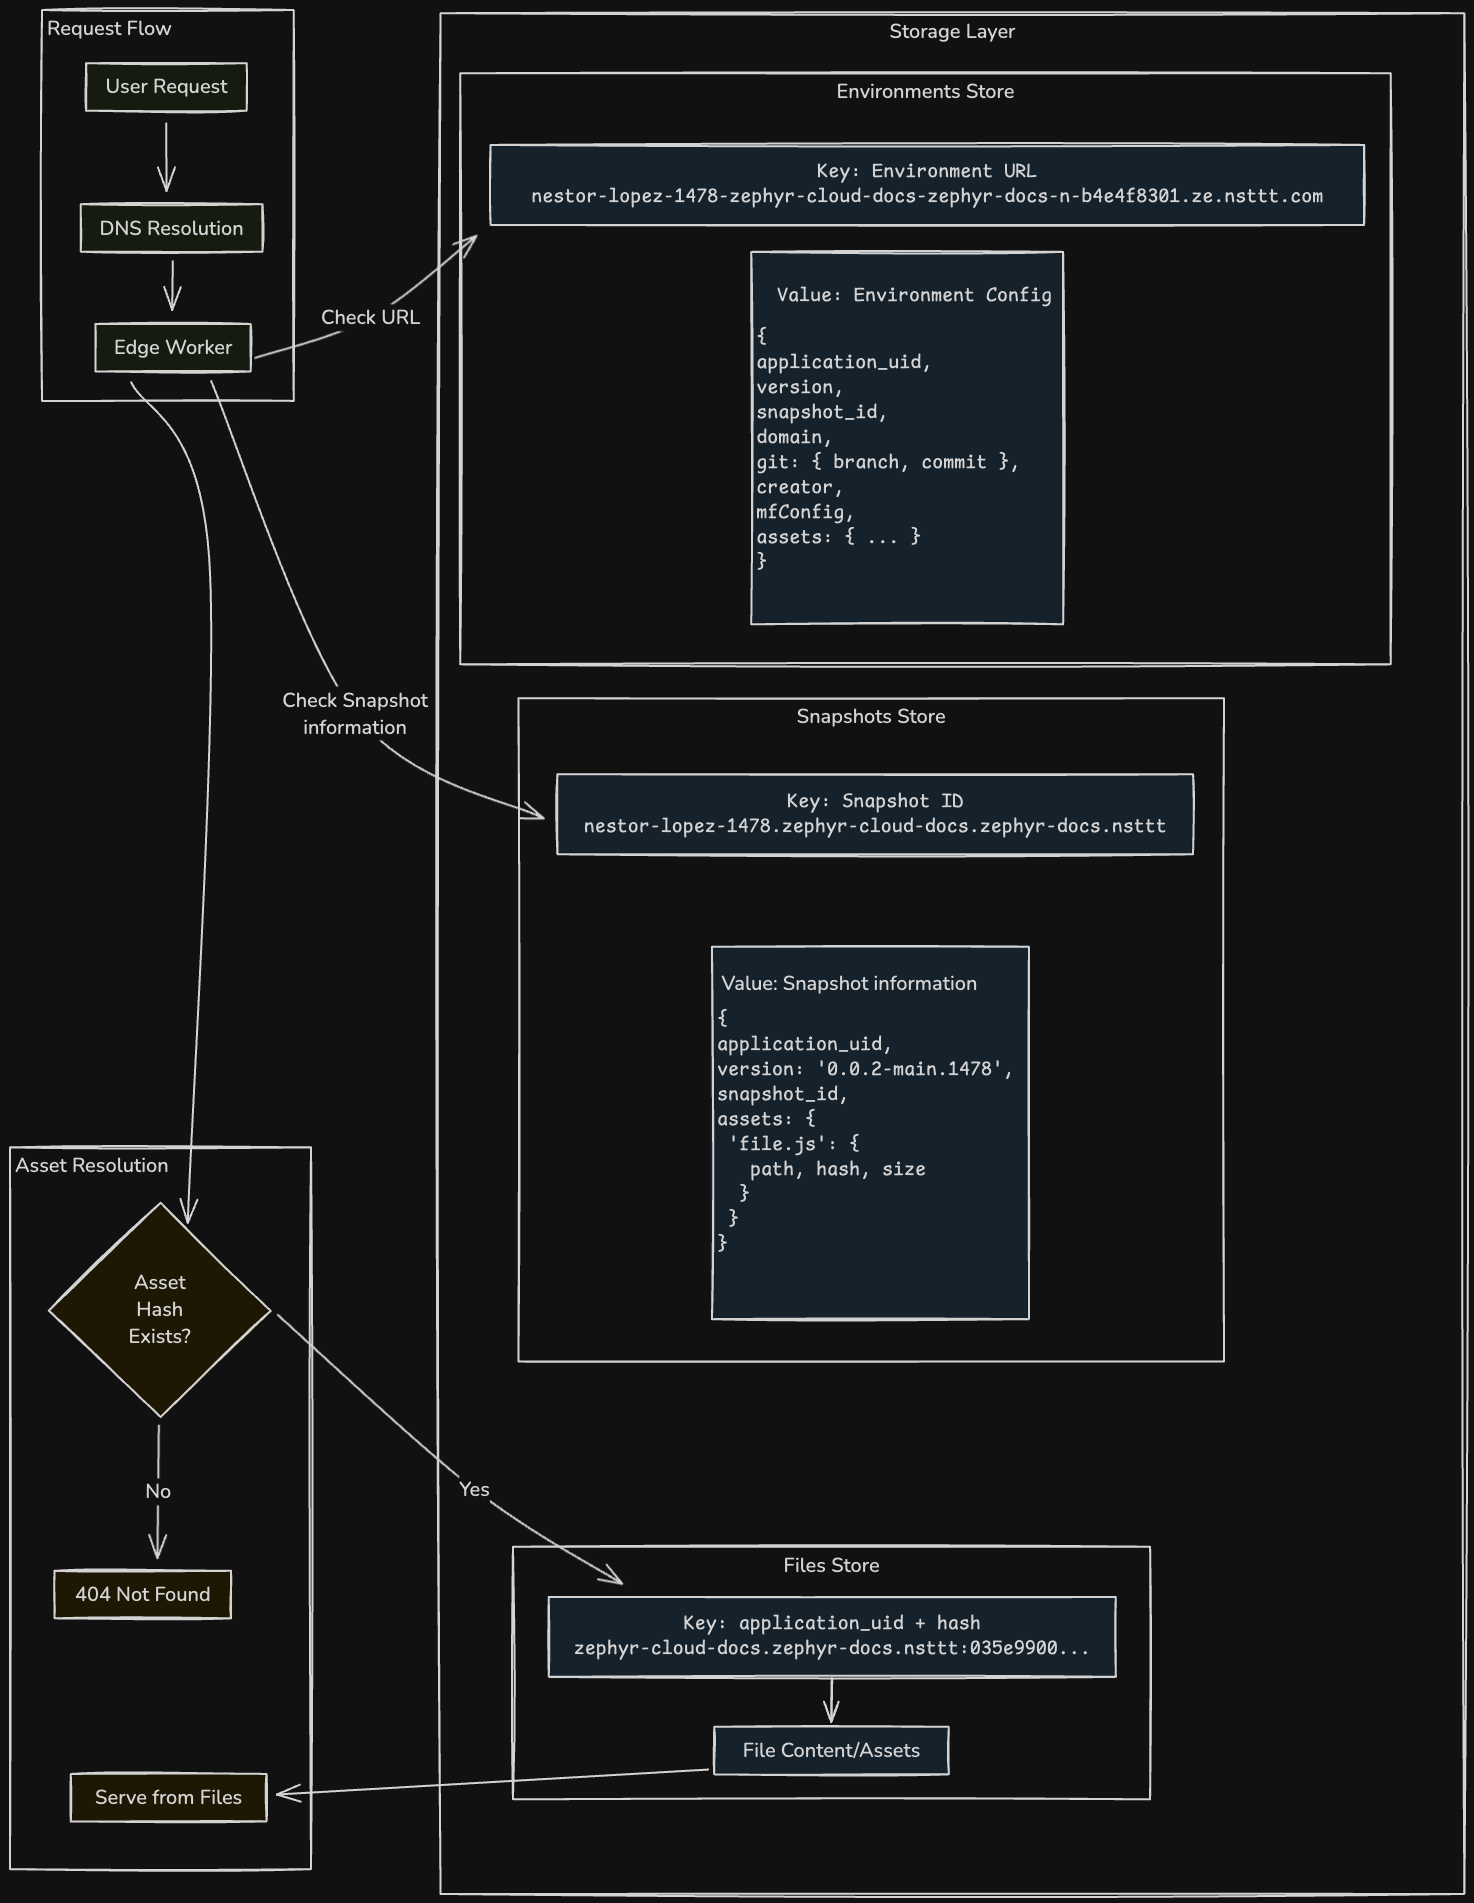 Request Flow
User Request
DNS Resolution
Edge Worker
Check URL
Check Snapshot
information
Storage Layer
Environments Store
Key: Environment URL
nestor-lopez-1478-zephyr-cloud-docs-zephyr-docs-n-b4e4f8301.ze.nsttt.com
Value: Environment Config
{
application_uid,
version,
snapshot_id,
domain,
git: { branch, commit },
creator,
mfConfig,
assets: { ... }
}
Snapshots Store
Key: Snapshot ID
nestor-lopez-1478.zephyr-cloud-docs.zephyr-docs.nsttt
Value: Snapshot information
{
application_uid,
version: '0.0.2-main.1478',
snapshot_id,
assets: {
'file.js': {
path, hash, size
}
}
}
Asset Resolution
Asset
Hash
Exists?
No
Yes
404 Not Found
Files Store
Key: application_uid + hash
zephyr-cloud-docs.zephyr-docs.nsttt:035e9900...
File Content/Assets
Serve from Files